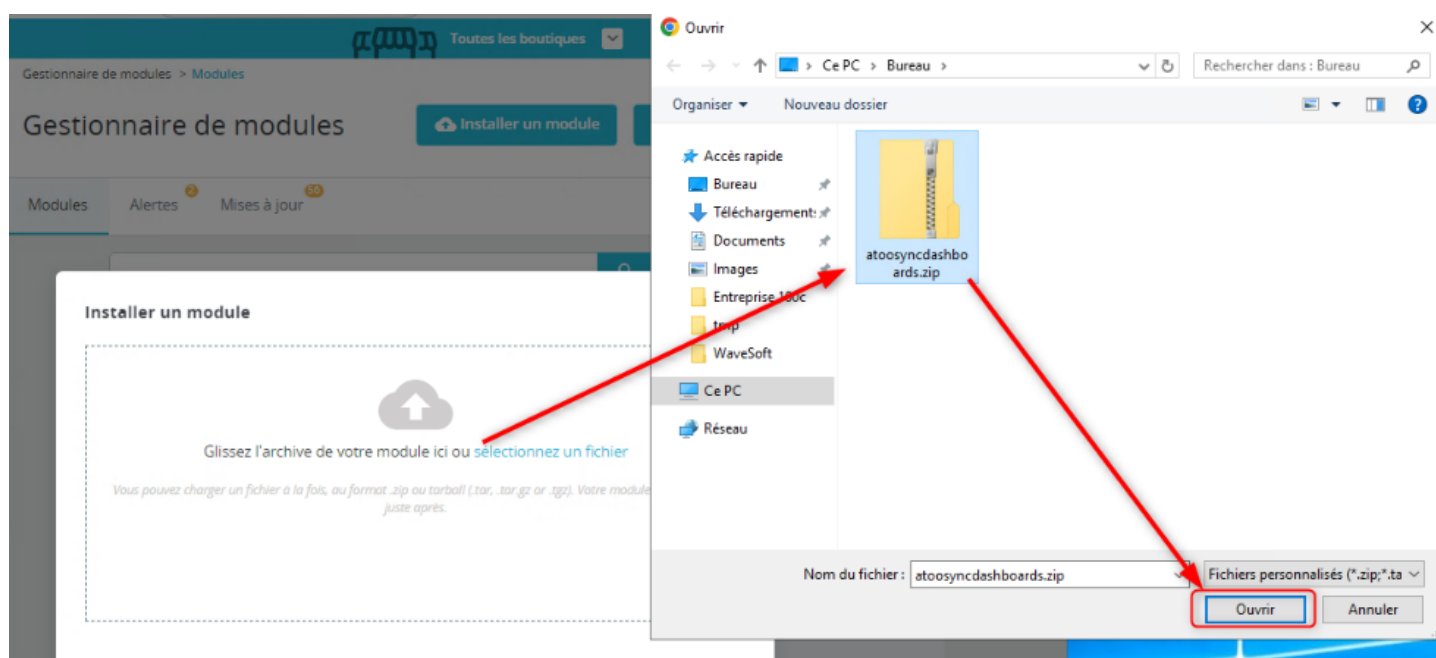 Toutes les boutiques
Gestionnaire de modules > Modules
Gestionnaire de modules
Installer un module
Modules
Alertes
2
Mises à jour
50
Installer un module
Glissez l'archive de votre module ici ou sélectionnez un fichier
Vous pouvez charger un fichier à la fois, au format .zip ou tarball (.tar, .tar.gz or .tgz). Votre module
juste après.
Ouvrir
Ce PC > Bureau >
Rechercher dans : Bureau
Organiser
Nouveau dossier
Accès rapide
Bureau
Téléchargement:
Documents
Images
Entreprise 100c
tmp
WaveSoft
Ce PC
Réseau
atoosyncdashbo
ards.zip
Nom du fichier :
atoosyncdashboards.zip
Fichiers personnalisés (*.zip;*.ta
Ouvrir
Annuler